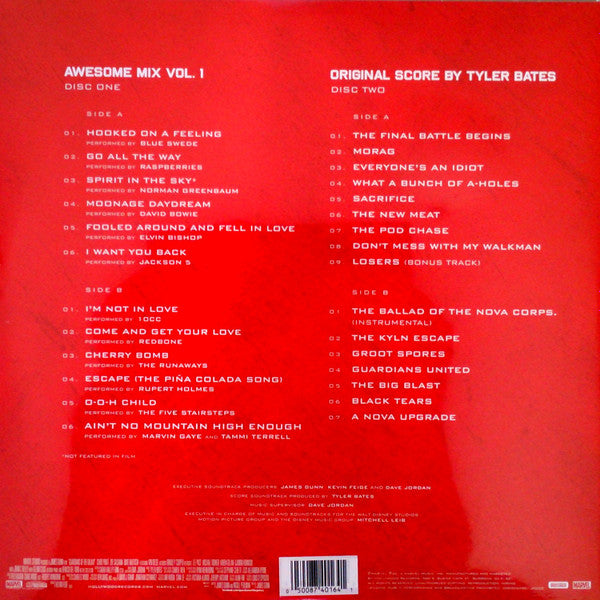 AWESOME MIX VOL. 1
DISC ONE
SIDE A
01. HOOKED ON A FEELING
PERFORMED BY BLUE SWEDE
02. GO ALL THE WAY
PERFORMED BY RASPBERRIES
03. SPIRIT IN THE SKY*
PERFORMED BY NORMAN GREENBAUM
04. MOONAGE DAYDREAM
PERFORMED BY DAVID BOWIE
05. FOOLED AROUND AND FELL IN LOVE
PERFORMED BY ELVIN BISHOP
06. I WANT YOU BACK
PERFORMED BY JACKSON 5
SIDE B
01. I'M NOT IN LOVE
PERFORMED BY 10CC
02. COME AND GET YOUR LOVE
PERFORMED BY REDBONE
03. CHERRY BOMB
PERFORMED BY THE RUNAWAYS
04. ESCAPE (THE PIÑA COLADA SONG)
PERFORMED BY RUPERT HOLMES
05. O-O-H CHILD
PERFORMED BY THE FIVE STAIRSTEPS
06. AIN'T NO MOUNTAIN HIGH ENOUGH
PERFORMED BY MARVIN GAYE AND TAMMI TERRELL
*NOT FEATURED IN FILM
ORIGINAL SCORE BY TYLER BATES
DISC TWO
SIDE A
01. THE FINAL BATTLE BEGINS
02. MORAG
03. EVERYONE'S AN IDIOT
04. WHAT A BUNCH OF A-HOLES
05. SACRIFICE
06. THE NEW MEAT
07. THE POD CHASE
08. DON'T MESS WITH MY WALKMAN
09. LOSERS (BONUS TRACK)
SIDE B
01. THE BALLAD OF THE NOVA CORPS.
(INSTRUMENTAL)
02. THE KYLN ESCAPE
03. GROOT SPORES
04. GUARDIANS UNITED
05. THE BIG BLAST
06. BLACK TEARS
07. A NOVA UPGRADE
EXECUTIVE SOUNDTRACK PRODUCERS: JAMES GUNN, KEVIN FEIGE AND DAVE JORDAN
SCORE SOUNDTRACK PRODUCED BY TYLER BATES
MUSIC SUPERVISOR: DAVE JORDAN
EXECUTIVE IN CHARGE OF MUSIC AND SOUNDTRACKS FOR THE WALT DISNEY STUDIOS
MOTION PICTURE GROUP AND THE DISNEY MUSIC GROUP: MITCHELL LEIB
HOLLYWOODRECORDS.COM MARVEL.COM
MARVEL
6 50087 40164 1
MARVEL